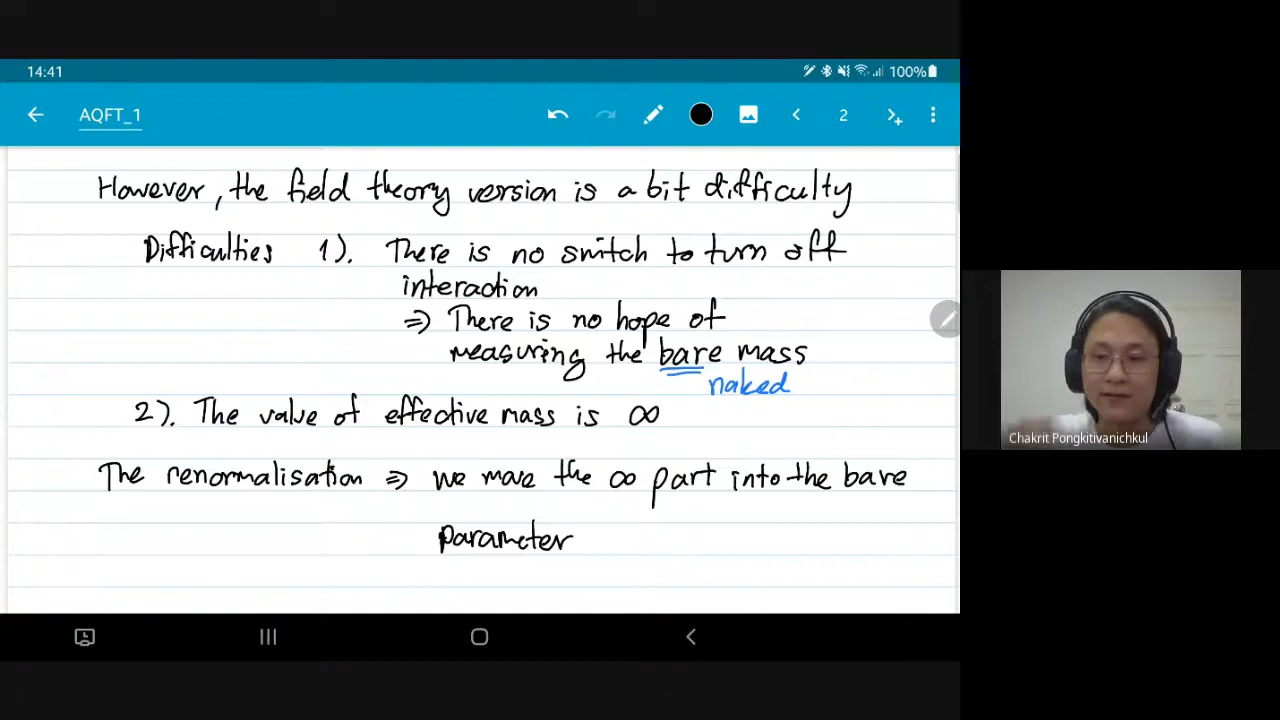 14:41
100%
AQFT_1
2
However, the field theory version is a bit difficulty
Difficulties 1). There is no switch to turn off
interaction
⇒ There is no hope of
measuring the bare mass
naked
2). The value of effective mass is ∞
The renormalisation ⇒ we move the ∞ part into the bare
parameter
Chakrit Pongkitivanichkul